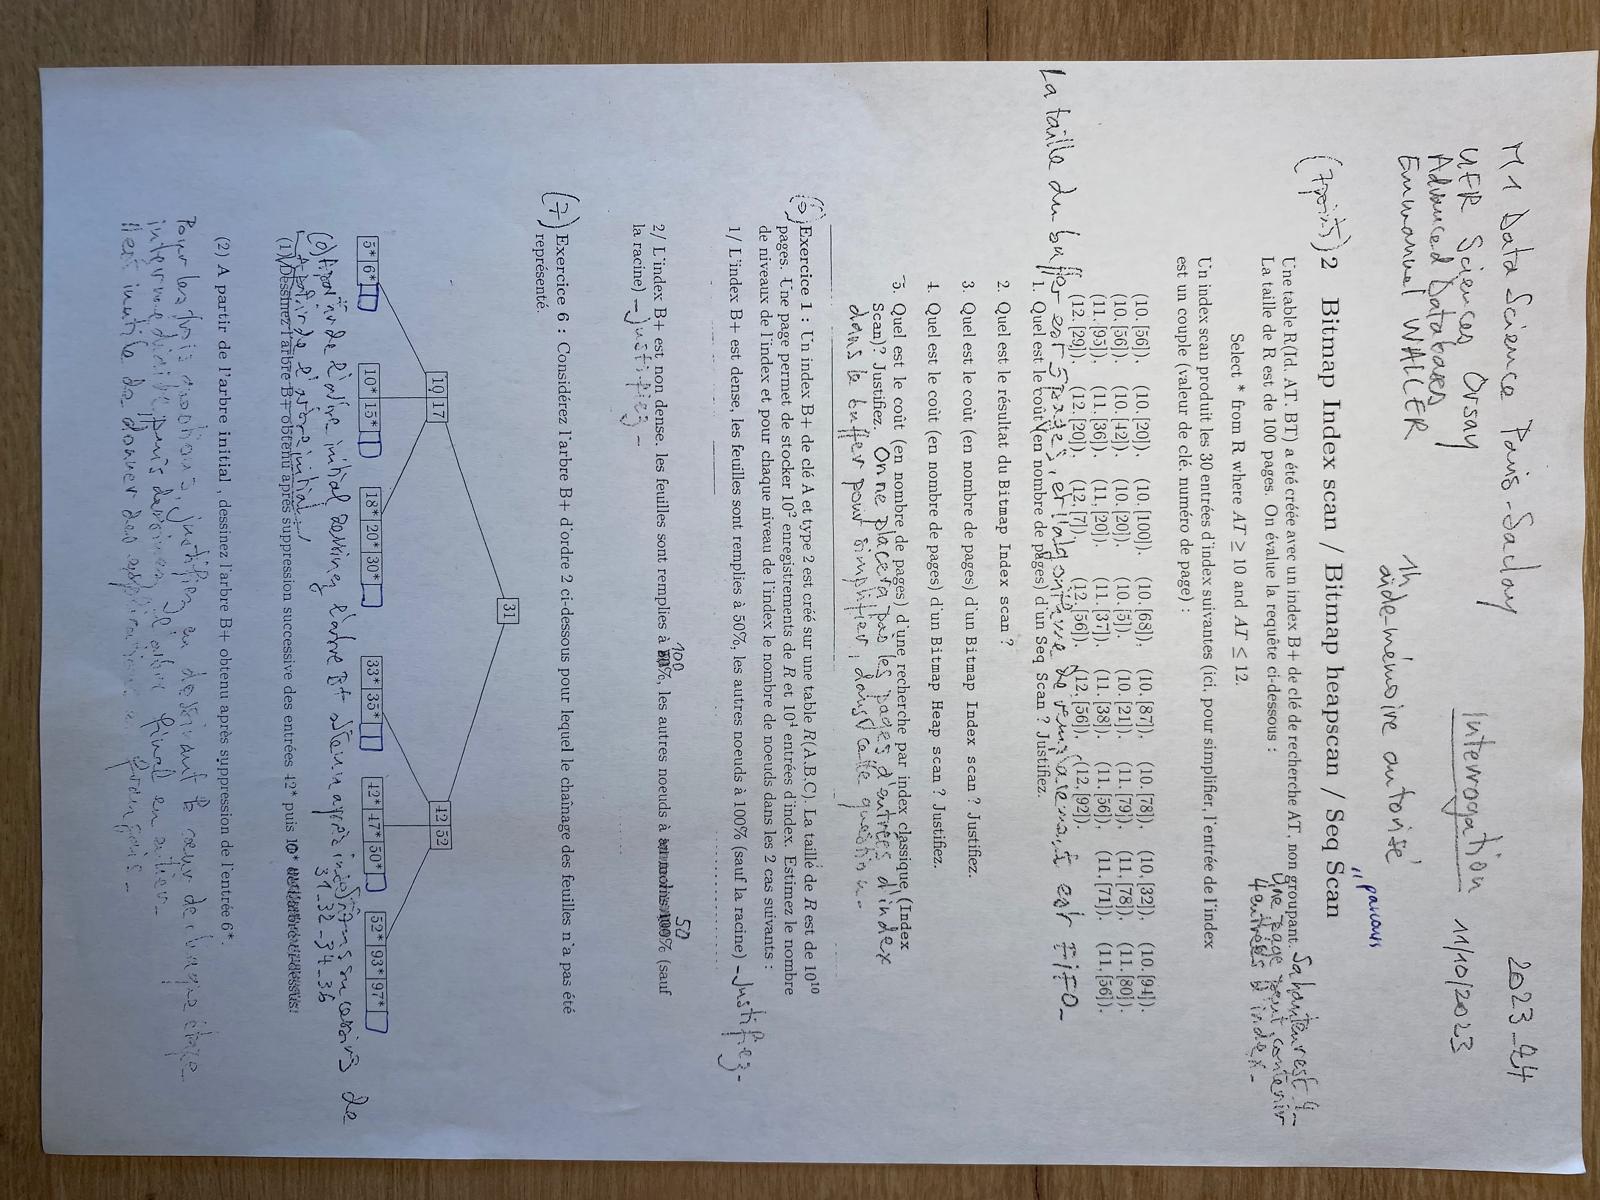 M1 Data Science Paris-Saclay
2023-24
UFR Sciences Orsay
Interrogation
11/10/2023
Advanced Databases
Emmanuel WALLER
1h
aide-mémoire autorisé
" parcours
(7 points) 2 Bitmap Index scan / Bitmap heapscan / Seq Scan
Une table R(Id, AT, BT) a été créée avec un index B+ de clé de recherche AT, non groupant. Sa hauteur est 4.
La taille de R est de 100 pages. On évalue la requête ci-dessous : Une page peut contenir
4 entrées d'index.
Select * from R where AT ≥ 10 and AT ≤ 12.
Un index scan produit les 30 entrées d'index suivantes (ici, pour simplifier, l'entrée de l'index
est un couple (valeur de clé, numéro de page) :
(10, [56]), (10, [20]), (10, [100]), (10, [68]), (10, [87]), (10, [78]), (10, [32]), (10, [94]).
(10, [56]), (10, [42]), (10, [20]), (10, [5]), (10, [21]), (11, [79]), (11, [78]), (11, [80]).
(11, [95]), (11, [36]), (11, [20]), (11, [37]), (11, [38]), (11, [56]), (11, [71]), (11, [56]).
(12, [29]), (12, [20]), (12, [7]), (12, [56]), (12, [56]), (12, [92]).
La taille du buffer est 5 pages, et l'algorithme de remplacement est FIFO.
1. Quel est le coût (en nombre de pages) d'un Seq Scan ? Justifiez.
2. Quel est le résultat du Bitmap Index scan ?
3. Quel est le coût (en nombre de pages) d'un Bitmap Index scan ? Justifiez.
4. Quel est le coût (en nombre de pages) d'un Bitmap Heap scan ? Justifiez.
5. Quel est le coût (en nombre de pages) d'une recherche par index classique (Index
Scan)? Justifiez. On ne placera pas les pages d'entrées d'index
dans le buffer pour simplifier, dans cette question.
Exercice 1 : Un index B+ de clé A et type 2 est créé sur une table R(A,B,C). La taille de R est de 10^10
pages. Une page permet de stocker 10^2 enregistrements de R et 10^4 entrées d'index. Estimez le nombre
de niveaux de l'index et pour chaque niveau de l'index le nombre de noeuds dans les 2 cas suivants :
1/ L'index B+ est dense, les feuilles sont remplies à 50%, les autres noeuds à 100% (sauf la racine) - Justifiez -
100 50
2/ L'index B+ est non dense, les feuilles sont remplies à %, les autres noeuds à % (sauf
la racine) - justifiez -
Exercice 6 : Considérez l'arbre B+ d'ordre 2 ci-dessous pour lequel le chaînage des feuilles n'a pas été
représenté.
31
10 17 42 52
5* 6* 10* 15* 18* 20* 30* 33* 35* 42* 47* 50* 52* 93* 97*
(0) A partir de l'arbre initial dessinez l'arbre B+ obtenu après insertions successives de
31-32-34-36
A partir de l'arbre initial,
(1) Dessinez l'arbre B+ obtenu après suppression successive des entrées 42* puis 10*
(2) A partir de l'arbre initial , dessinez l'arbre B+ obtenu après suppression de l'entrée 6*.
Pour les trois questions, justifiez en dessinant le cœur de chaque étape
intermédiaire, puis dessinez l'arbre final en entier.
Il est inutile de donner des explications en français.